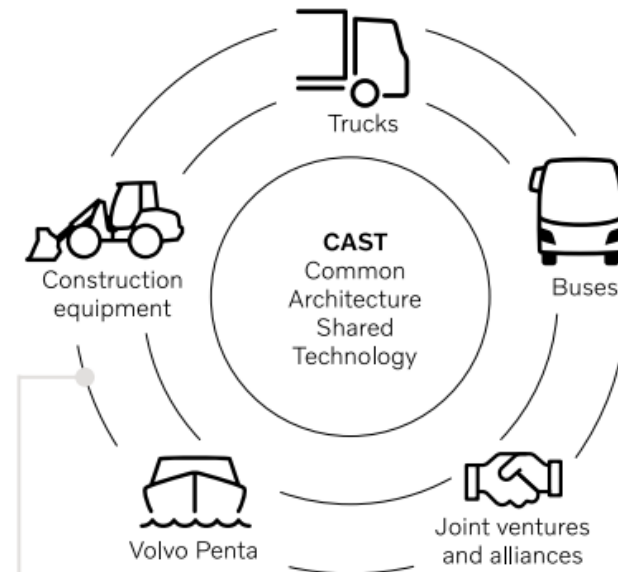 Trucks
CAST
Common
Architecture
Shared
Technology
Construction
equipment
Buses
Volvo Penta
Joint ventures
and alliances